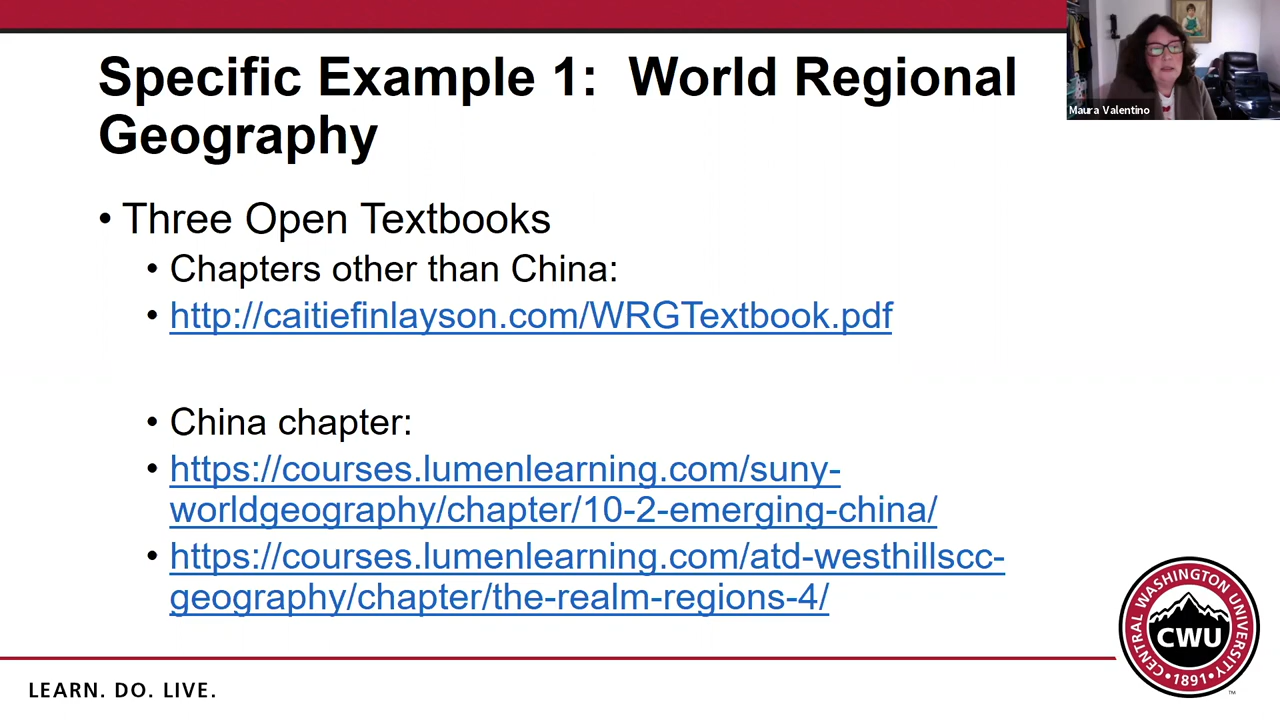 Specific Example 1:  World Regional
Geography
Maura Valentino
• Three Open Textbooks
• Chapters other than China:
• http://caitiefinlayson.com/WRGTextbook.pdf
• China chapter:
• https://courses.lumenlearning.com/suny-
worldgeography/chapter/10-2-emerging-china/
• https://courses.lumenlearning.com/atd-westhillscc-
geography/chapter/the-realm-regions-4/
CENTRAL WASHINGTON UNIVERSITY
CWU
• 1891 •
™
LEARN. DO. LIVE.